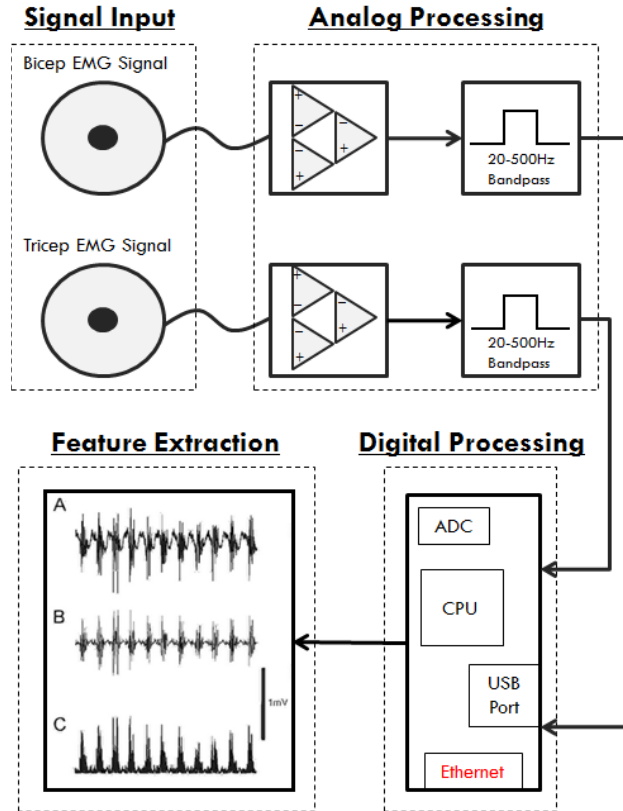 Signal Input
Analog Processing
Bicep EMG Signal
+
−
−
+
−
+
20-500Hz
Bandpass
Tricep EMG Signal
+
−
−
+
−
+
20-500Hz
Bandpass
Feature Extraction
Digital Processing
A
B
C
1mV
ADC
CPU
USB
Port
Ethernet